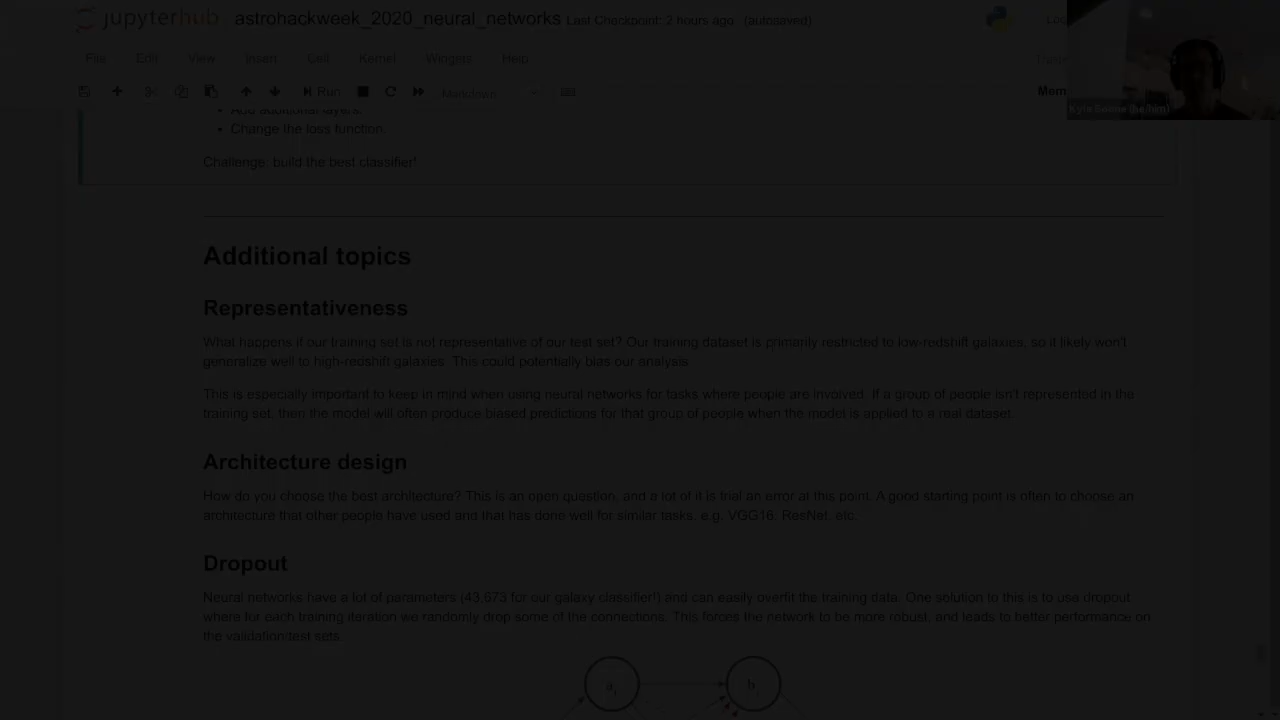 jupyterhub astrohackweek_2020_neural_networks Last Checkpoint: 2 hours ago (autosaved)
File Edit View Insert Cell Kernel Widgets Help
Run Markdown Mem
Kyle Boone (he/him)
• Add additional layers.
• Change the loss function.
Challenge: build the best classifier!
Additional topics
Representativeness
What happens if our training set is not representative of our test set? Our training dataset is primarily restricted to low-redshift galaxies, so it likely won't
generalize well to high-redshift galaxies. This could potentially bias our analysis.
This is especially important to keep in mind when using neural networks for tasks where people are involved. If a group of people isn't represented in the
training set, then the model will often produce biased predictions for that group of people when the model is applied to a real dataset.
Architecture design
How do you choose the best architecture? This is an open question, and a lot of it is trial an error at this point. A good starting point is often to choose an
architecture that other people have used and that has done well for similar tasks, e.g. VGG16, ResNet, etc.
Dropout
Neural networks have a lot of parameters (43,673 for our galaxy classifier!) and can easily overfit the training data. One solution to this is to use dropout
where for each training iteration we randomly drop some of the connections. This forces the network to be more robust, and leads to better performance on
the validation/test sets.
a b